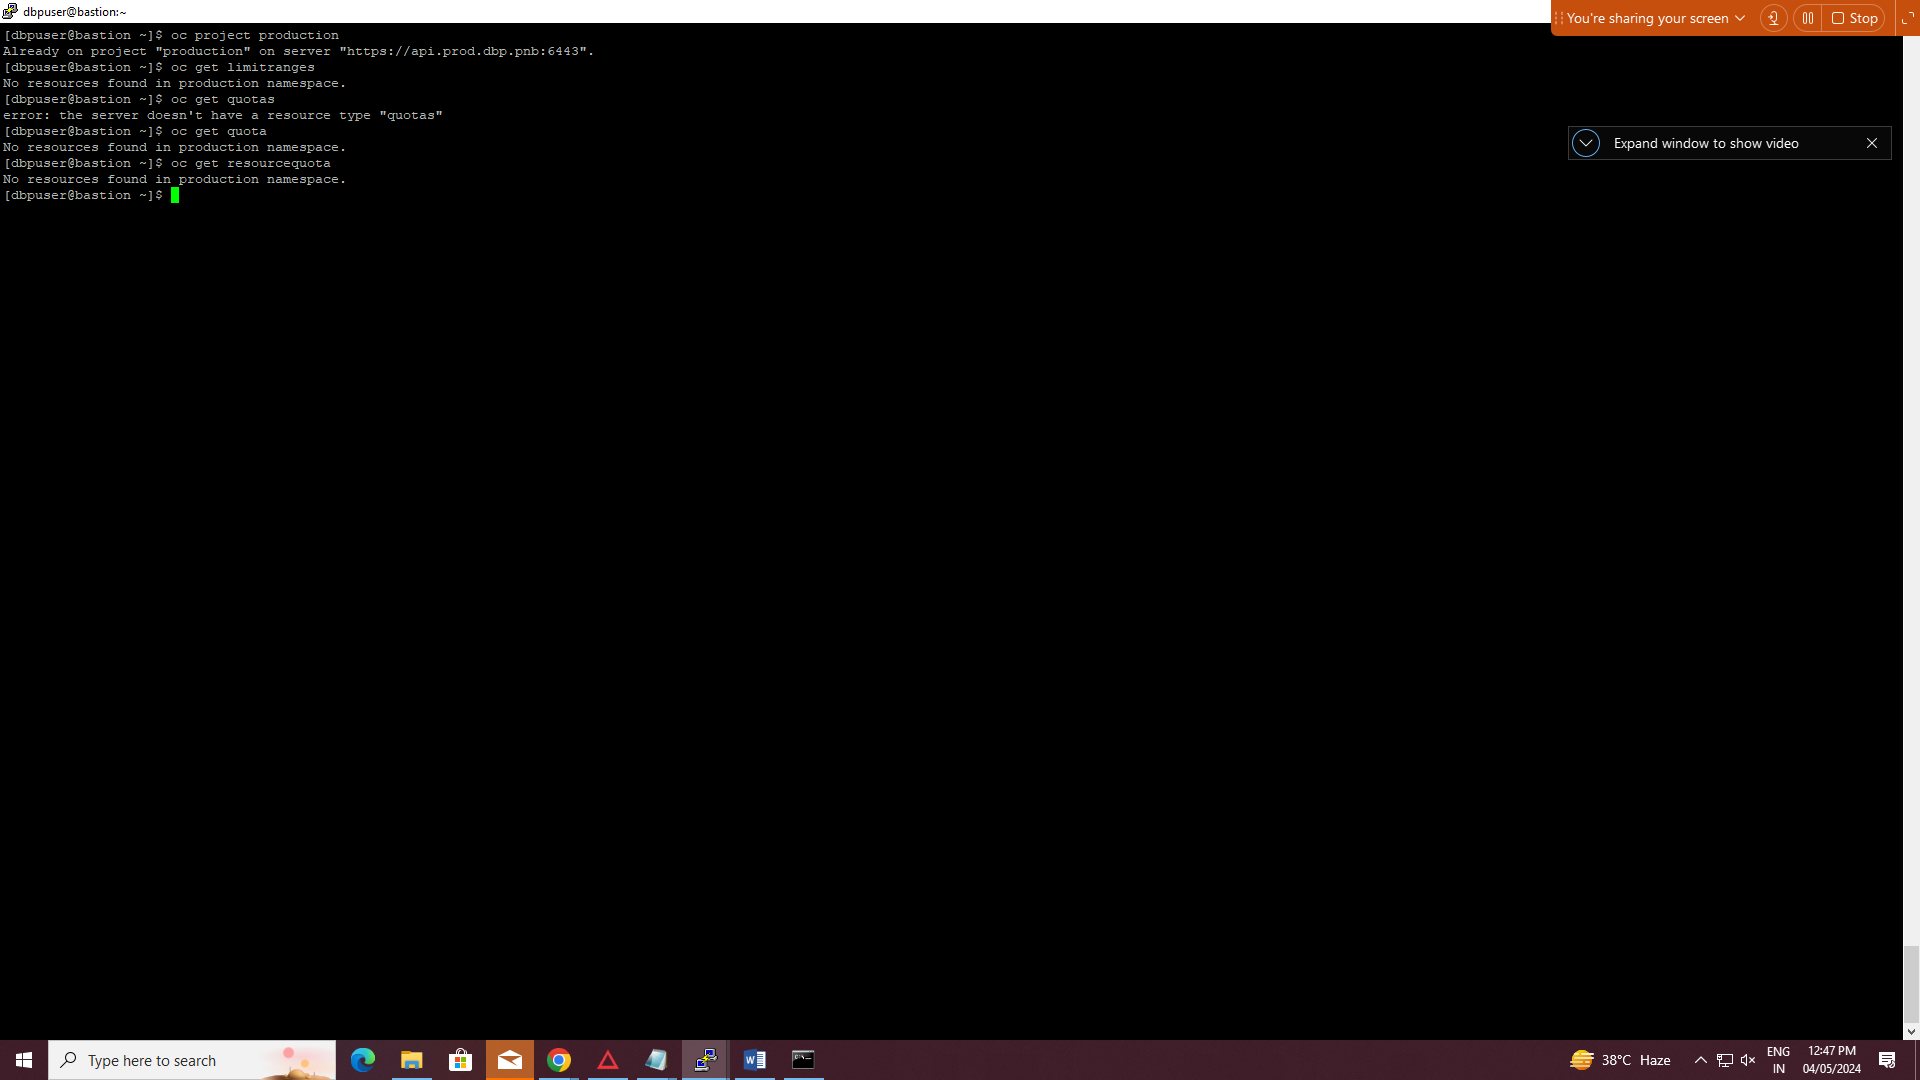 dbpuser@bastion:~
You're sharing your screen
Stop
[dbpuser@bastion ~]$ oc project production
Already on project "production" on server "https://api.prod.dbp.pnb:6443".
[dbpuser@bastion ~]$ oc get limitranges
No resources found in production namespace.
[dbpuser@bastion ~]$ oc get quotas
error: the server doesn't have a resource type "quotas"
[dbpuser@bastion ~]$ oc get quota
No resources found in production namespace.
[dbpuser@bastion ~]$ oc get resourcequota
No resources found in production namespace.
[dbpuser@bastion ~]$
Expand window to show video
Type here to search
38°C Haze
ENG
IN
12:47 PM
04/05/2024